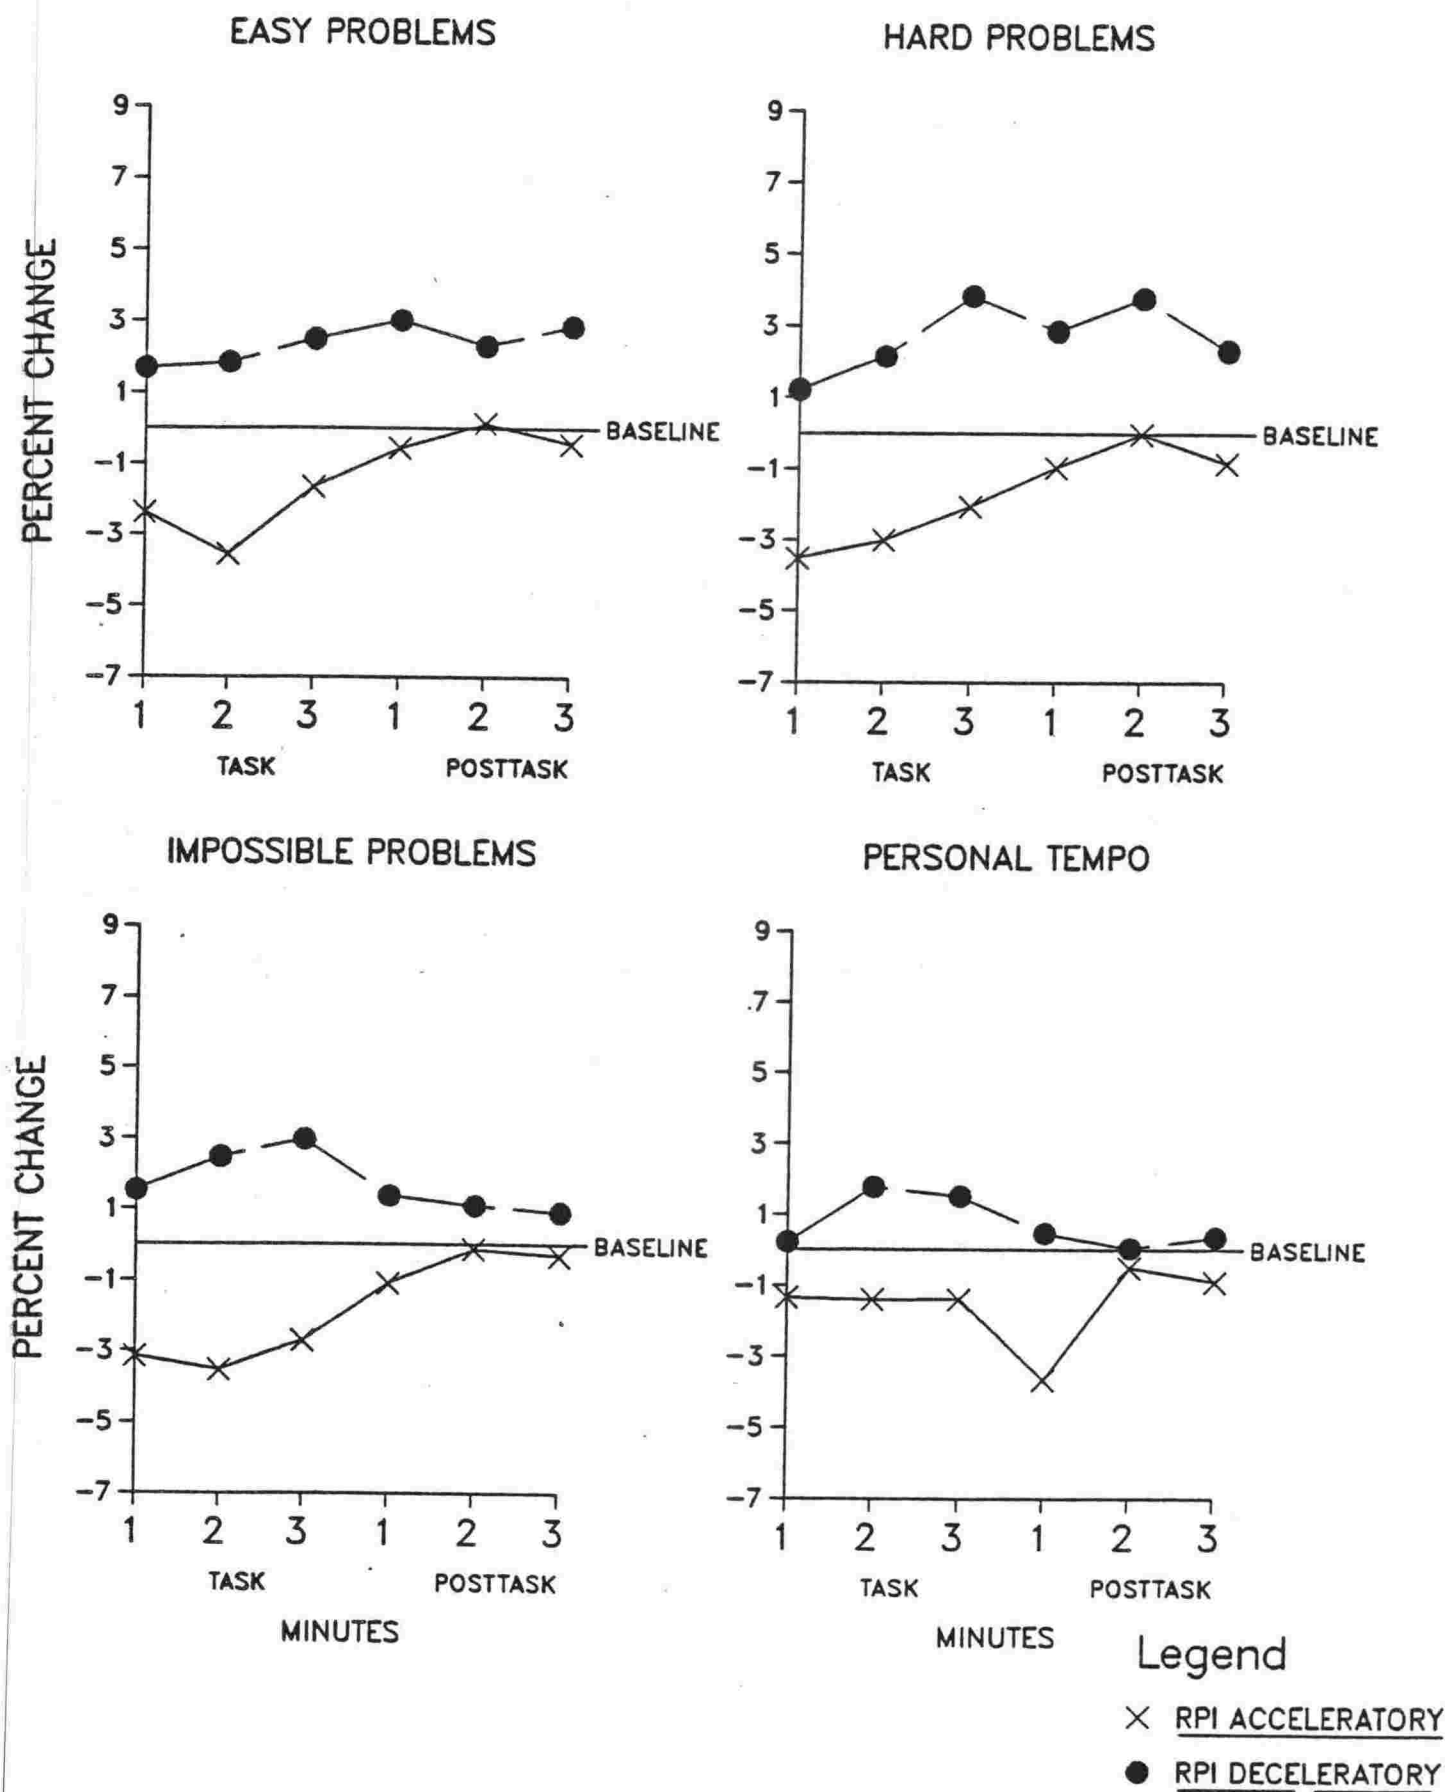 EASY PROBLEMS
PERCENT CHANGE
9
7
5
3
1
-1
-3
-5
-7
BASELINE
1 2 3 1 2 3
TASK POSTTASK
HARD PROBLEMS
9
7
5
3
1
-1
-3
-5
-7
BASELINE
1 2 3 1 2 3
TASK POSTTASK
IMPOSSIBLE PROBLEMS
PERCENT CHANGE
9
7
5
3
1
-1
-3
-5
-7
BASELINE
1 2 3 1 2 3
TASK POSTTASK
MINUTES
PERSONAL TEMPO
9
7
5
3
1
-1
-3
-5
-7
BASELINE
1 2 3 1 2 3
TASK POSTTASK
MINUTES
Legend
RPI ACCELERATORY
RPI DECELERATORY